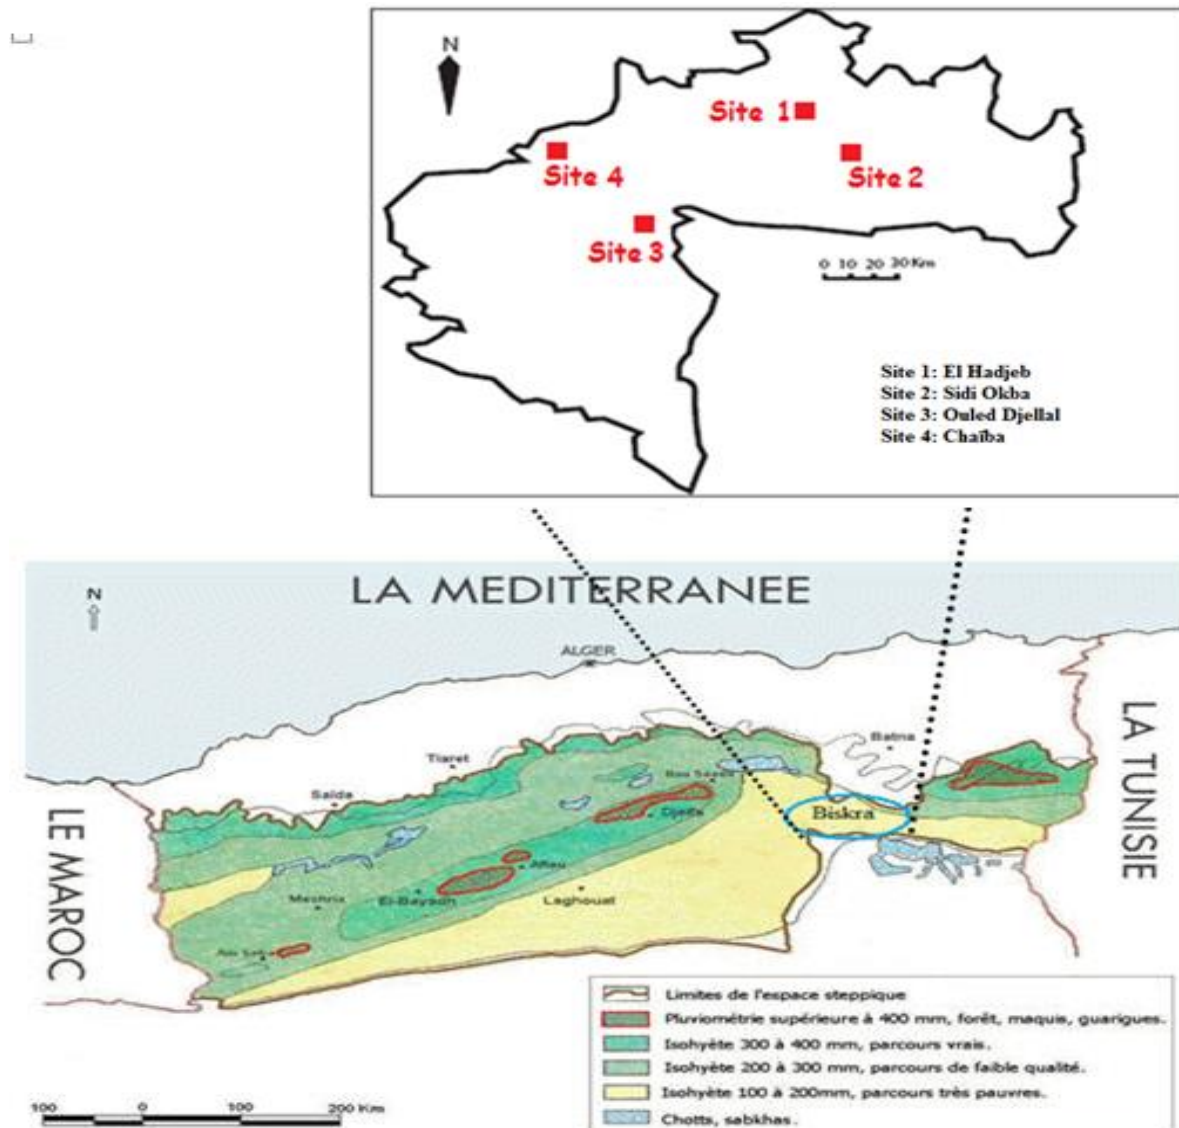 N
Site 1
Site 2
Site 4
Site 3
0 10 20 30 Km
Site 1: El Hadjeb
Site 2: Sidi Okba
Site 3: Ouled Djellal
Site 4: Chaïba
LA MEDITERRANEE
N
ALGER
Batna
Tiaret
Bou Saada
Saida
Djelfa
Biskra
LA TUNISIE
LE MAROC
Aflou
Mechria
El-Bayadh
Laghouat
Limites de l'espace steppique
Pluviométrie supérieure à 400 mm, forêt, maquis, guarigues.
Isohyète 300 à 400 mm, parcours vrais.
Isohyète 200 à 300 mm, parcours de faible qualité.
Isohyète 100 à 200mm, parcours très pauvres.
Chotts, sabkhas.
100 0 100 200 Km